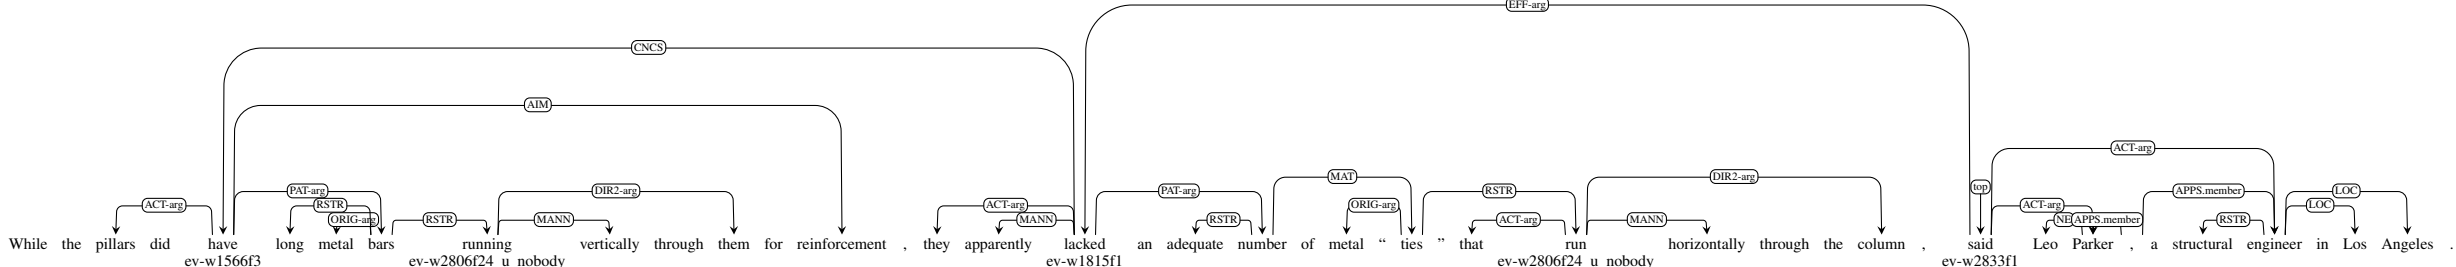 EFF-arg
CNCS
AIM
ACT-arg
top
PAT-arg DIR2-arg PAT-arg MAT RSTR DIR2-arg APPS.member LOC
ACT-arg RSTR ACT-arg ORIG-arg ACT-arg LOC
ORIG-arg RSTR MANN MANN RSTR ACT-arg MANN NE APPS.member RSTR
While the pillars did have long metal bars running vertically through them for reinforcement , they apparently lacked an adequate number of metal “ ties ” that run horizontally through the column , said Leo Parker , a structural engineer in Los Angeles .
ev-w1566f3 ev-w2806f24_u_nobody ev-w1815f1 ev-w2806f24_u_nobody ev-w2833f1